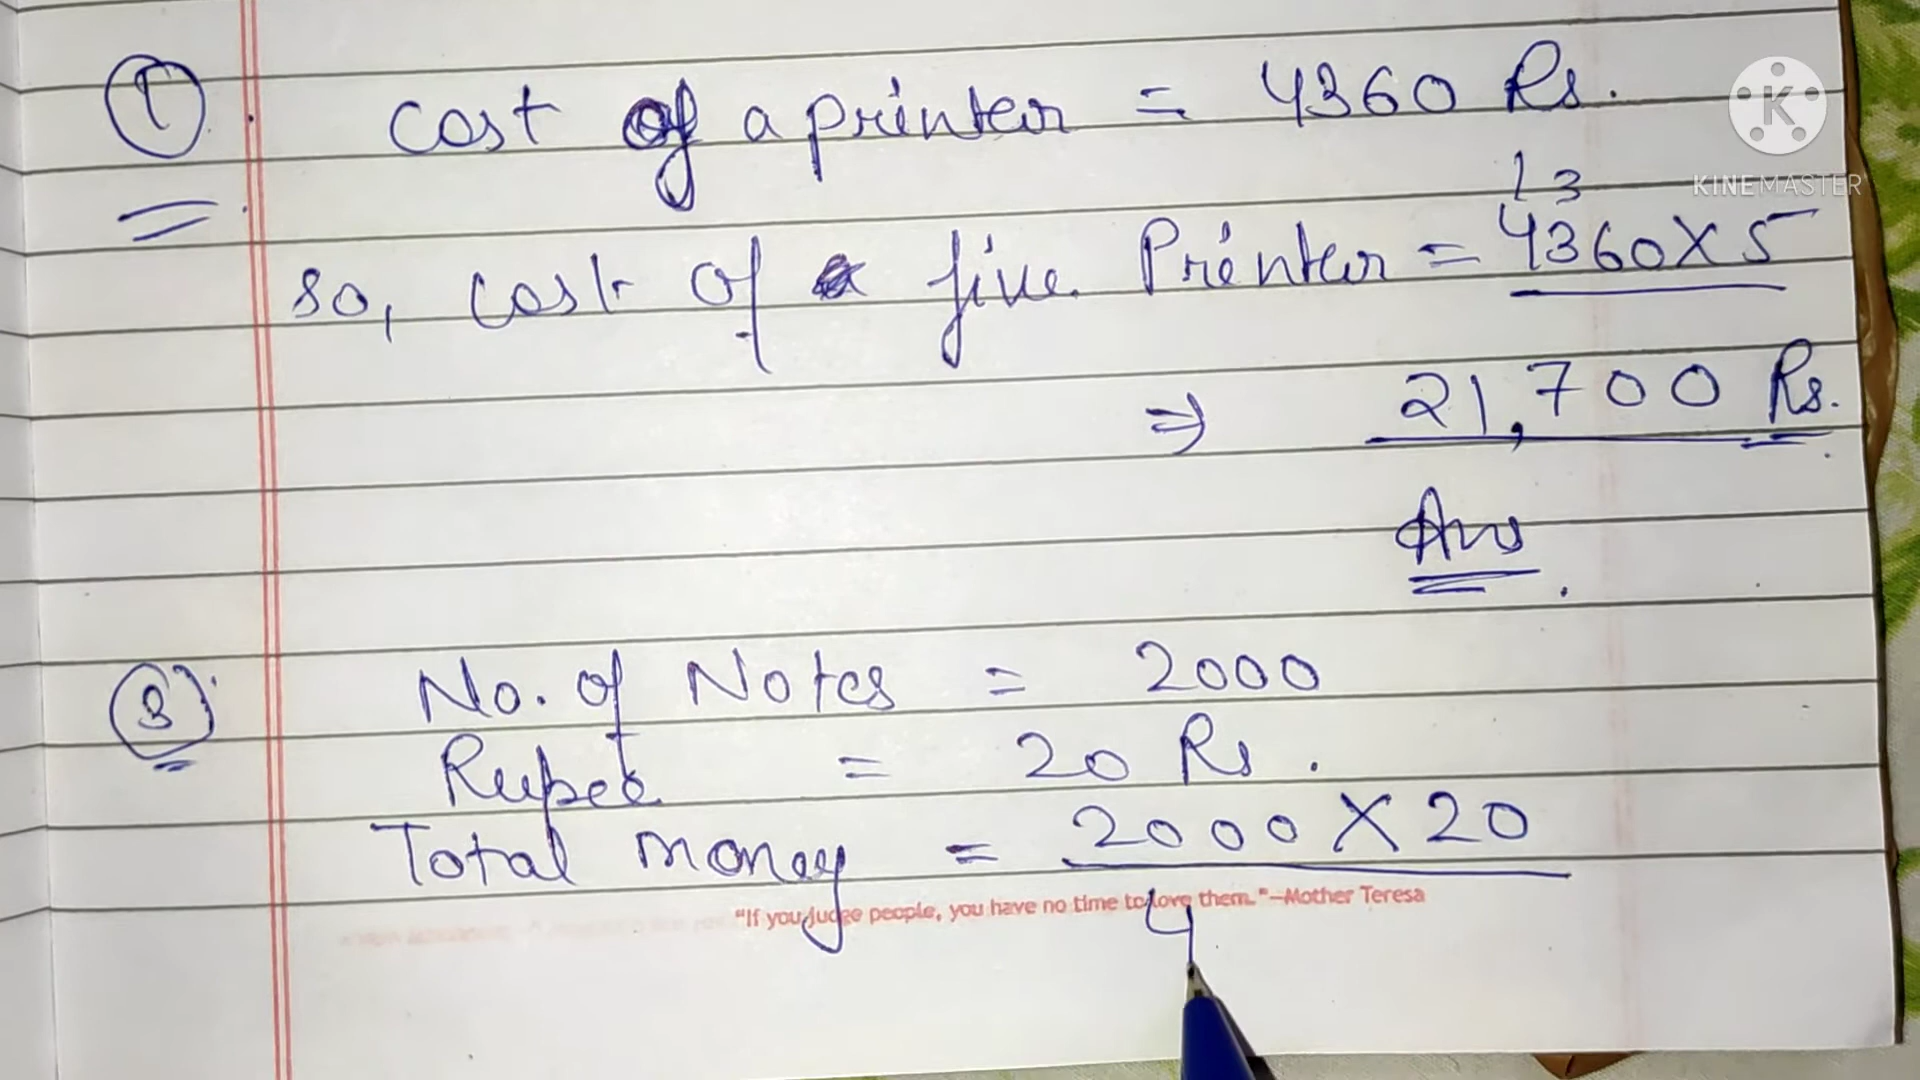 1 Cost of a printer = 4360 Rs.
K
KINEMASTER
13
so, cost of five Printer = 4360X5
⇒ 21,700 Rs.
Ans
3 No. of Notes = 2000
Rupee = 20 Rs.
Total money = 2000 X 20
"If you judge people, you have no time to love them."–Mother Teresa
4